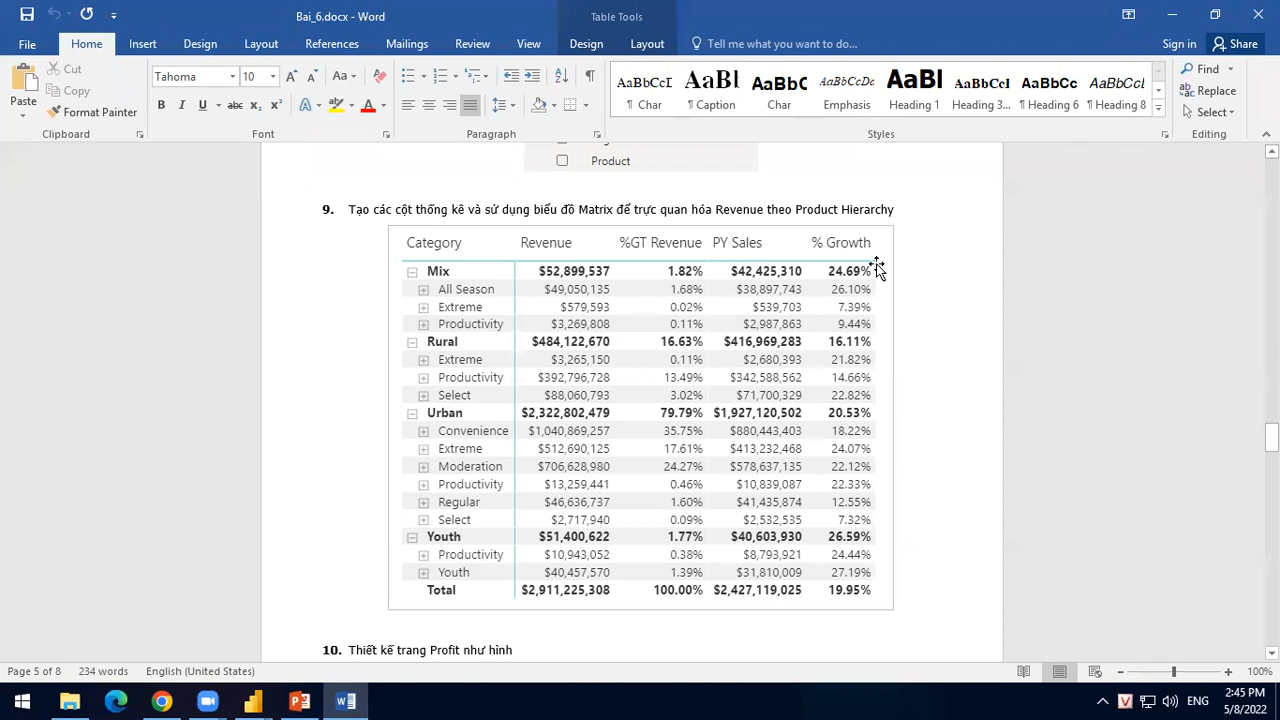 Bai_6.docx - Word
Table Tools
File Home Insert Design Layout References Mailings Review View Design Layout Tell me what you want to do... Sign in Share
Paste
Cut
Copy
Format Painter
Tahoma 10
Aa
B I U abc X₂ X² A A
AaBbCcI AaBl AaBbC AaBbCcDc AaBl AaBbCc AaBbCc AaBbCcl
¶ Char ¶ Caption Char Emphasis Heading 1 Heading 3... ¶ Heading 6 ¶ Heading 8
Find
Replace
Select
Clipboard Font Paragraph Styles Editing
Product
9. Tạo các cột thống kê và sử dụng biểu đồ Matrix để trực quan hóa Revenue theo Product Hierarchy
Category Revenue %GT Revenue PY Sales % Growth
Mix $52,899,537 1.82% $42,425,310 24.69%
All Season $49,050,135 1.68% $38,897,743 26.10%
Extreme $579,593 0.02% $539,703 7.39%
Productivity $3,269,808 0.11% $2,987,863 9.44%
Rural $484,122,670 16.63% $416,969,283 16.11%
Extreme $3,265,150 0.11% $2,680,393 21.82%
Productivity $392,796,728 13.49% $342,588,562 14.66%
Select $88,060,793 3.02% $71,700,329 22.82%
Urban $2,322,802,479 79.79% $1,927,120,502 20.53%
Convenience $1,040,869,257 35.75% $880,443,403 18.22%
Extreme $512,690,125 17.61% $413,232,468 24.07%
Moderation $706,628,980 24.27% $578,637,135 22.12%
Productivity $13,259,441 0.46% $10,839,087 22.33%
Regular $46,636,737 1.60% $41,435,874 12.55%
Select $2,717,940 0.09% $2,532,535 7.32%
Youth $51,400,622 1.77% $40,603,930 26.59%
Productivity $10,943,052 0.38% $8,793,921 24.44%
Youth $40,457,570 1.39% $31,810,009 27.19%
Total $2,911,225,308 100.00% $2,427,119,025 19.95%
10. Thiết kế trang Profit như hình
Page 5 of 8 234 words English (United States) 100%
ENG
2:45 PM
5/8/2022